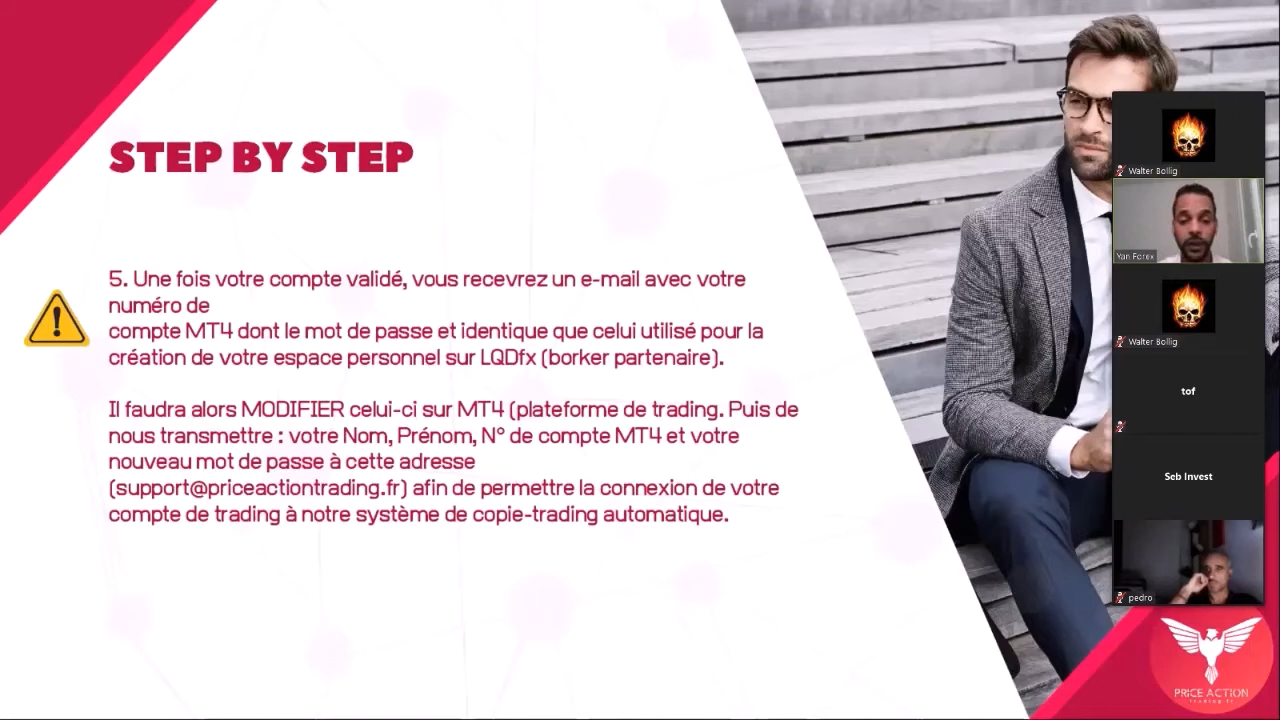 STEP BY STEP
5. Une fois votre compte validé, vous recevrez un e-mail avec votre
numéro de
compte MT4 dont le mot de passe et identique que celui utilisé pour la
création de votre espace personnel sur LQDfx (borker partenaire).
Il faudra alors MODIFIER celui-ci sur MT4 (plateforme de trading. Puis de
nous transmettre : votre Nom, Prénom, N° de compte MT4 et votre
nouveau mot de passe à cette adresse
(support@priceactiontrading.fr) afin de permettre la connexion de votre
compte de trading à notre système de copie-trading automatique.
Walter Bollig
Yan Forex
Walter Bollig
tof
Seb Invest
pedro
PRICE ACTION
trading.fr